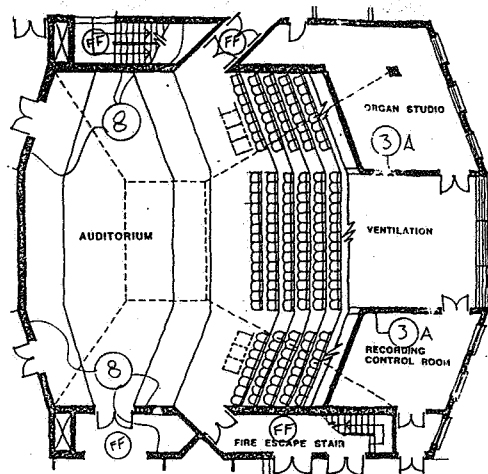 FF
FF
8
ORGAN STUDIO
3 A
AUDITORIUM
VENTILATION
3 A
RECORDING
CONTROL ROOM
8
FF
FF
FIRE ESCAPE STAIR